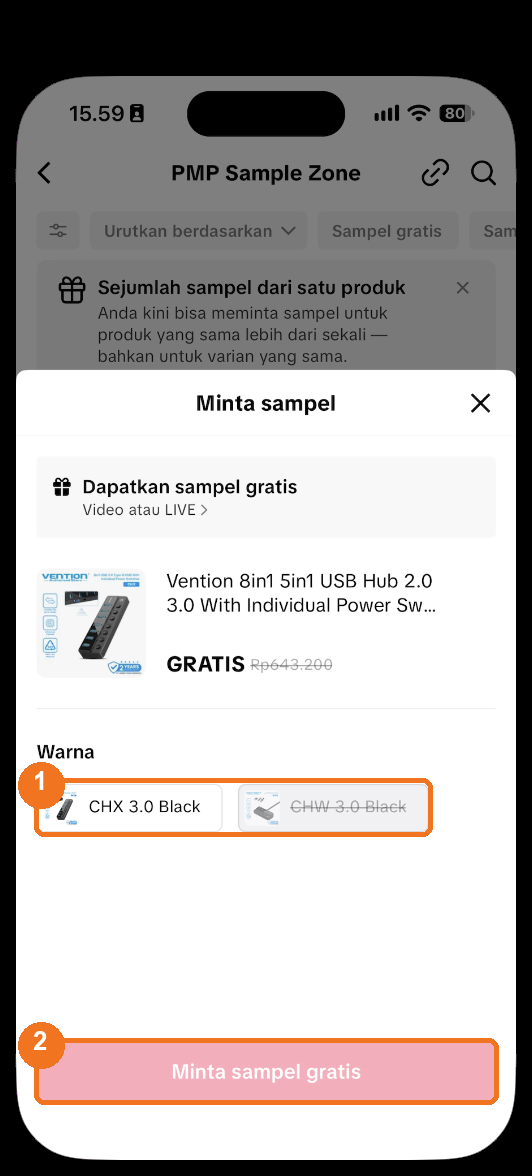 15.59
80
PMP Sample Zone
Urutkan berdasarkan
Sampel gratis
Sam
Sejumlah sampel dari satu produk
Anda kini bisa meminta sampel untuk
produk yang sama lebih dari sekali —
bahkan untuk varian yang sama.
Minta sampel
Dapatkan sampel gratis
Video atau LIVE >
VENTION
Vention 8in1 5in1 USB Hub 2.0
3.0 With Individual Power Sw...
GRATIS Rp643.200
Warna
1
CHX 3.0 Black
CHW 3.0 Black
2
Minta sampel gratis